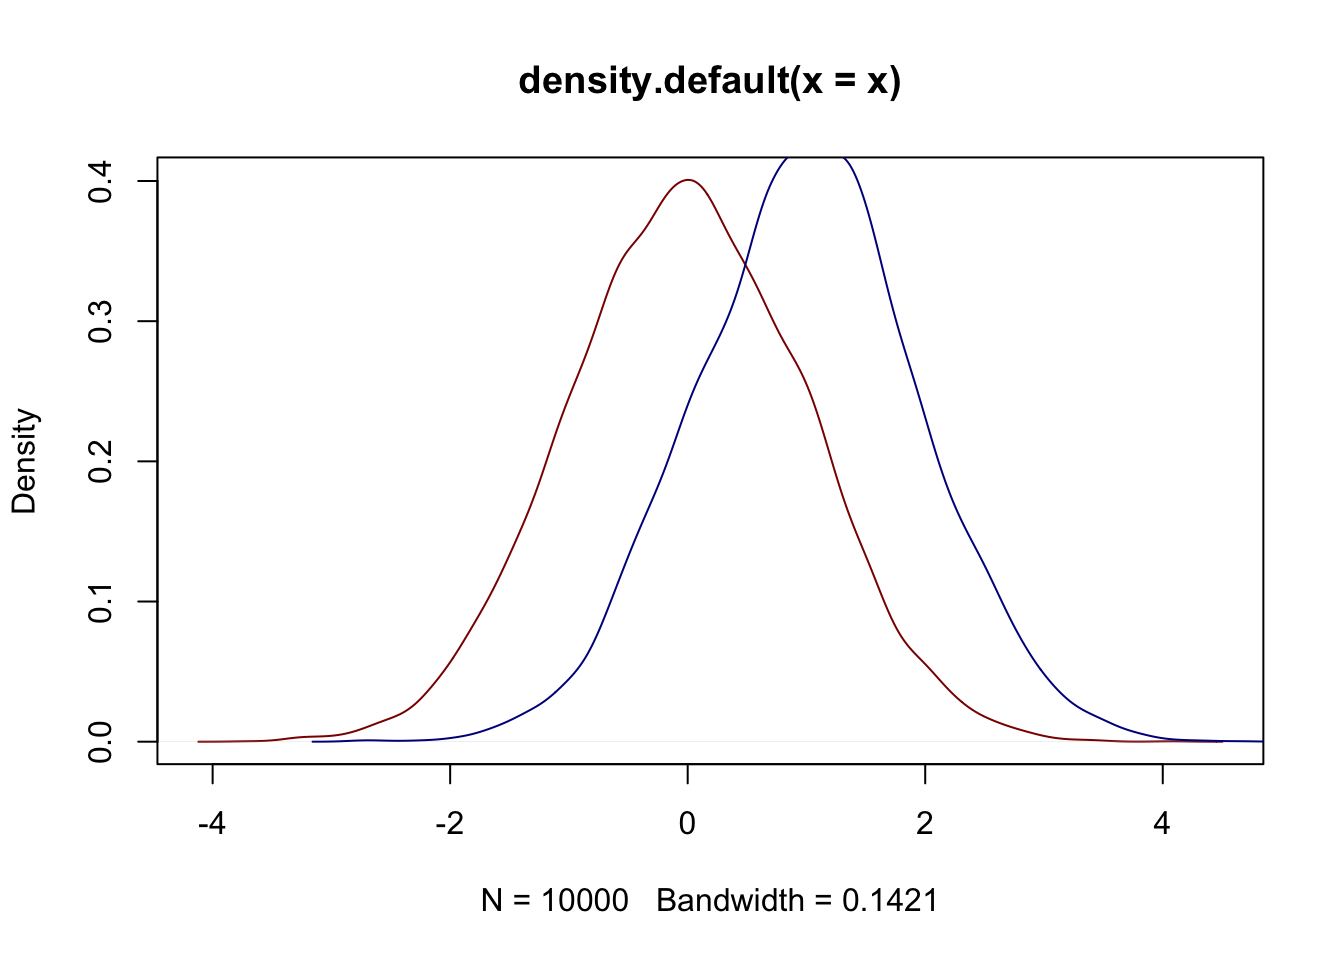 density.default(x = x)
Density
0.4
0.3
0.2
0.1
0.0
-4 -2 0 2 4
N = 10000 Bandwidth = 0.1421